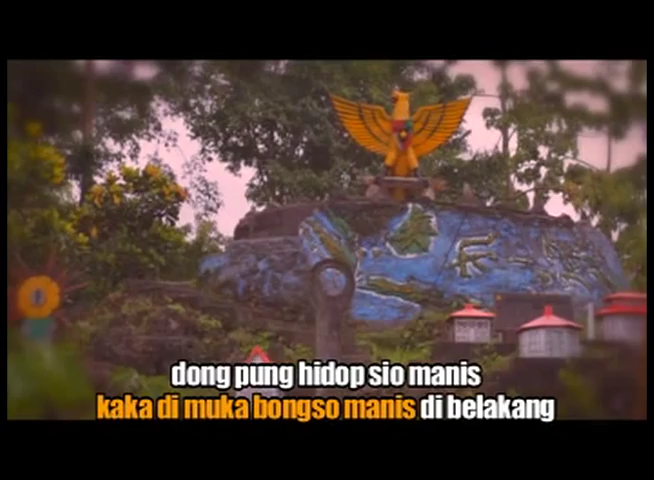 dong pung hidop sio manis
kaka di muka bongso manis di belakang